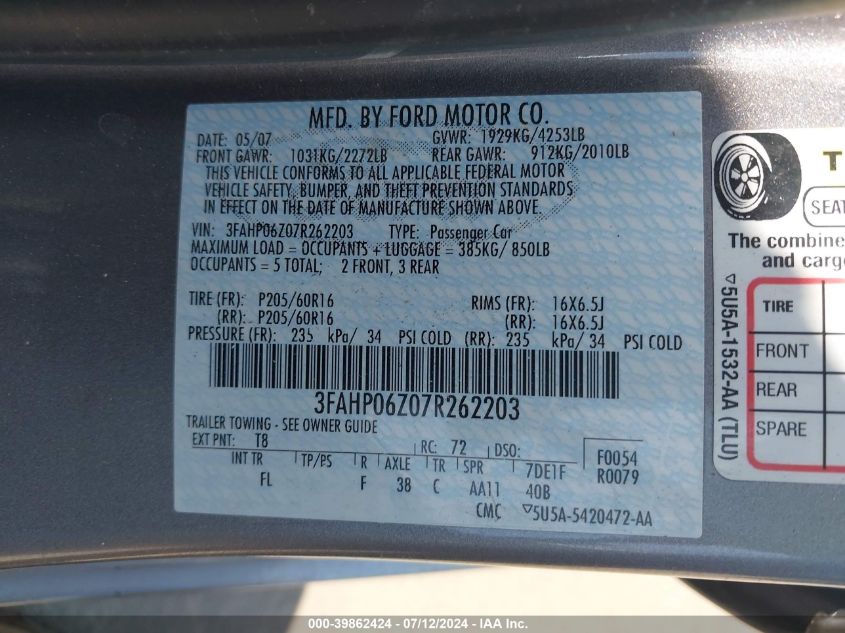 MFD. BY FORD MOTOR CO.
DATE: 05/07 GVWR: 1929KG/4253LB
FRONT GAWR: 1031KG/2272LB REAR GAWR: 912KG/2010LB
THIS VEHICLE CONFORMS TO ALL APPLICABLE FEDERAL MOTOR
VEHICLE SAFETY, BUMPER, AND THEFT PREVENTION STANDARDS
IN EFFECT ON THE DATE OF MANUFACTURE SHOWN ABOVE.
VIN: 3FAHP06Z07R262203 TYPE: Passenger Car
MAXIMUM LOAD = OCCUPANTS + LUGGAGE = 385KG/ 850LB
OCCUPANTS = 5 TOTAL; 2 FRONT, 3 REAR
TIRE (FR): P205/60R16 RIMS (FR): 16X6.5J
(RR): P205/60R16 (RR): 16X6.5J
PRESSURE (FR): 235 kPa/ 34 PSI COLD (RR): 235 kPa/ 34 PSI COLD
3FAHP06Z07R262203
TRAILER TOWING - SEE OWNER GUIDE
EXT PNT: T8 RC: 72 DSO: F0054
INT TR TP/PS R AXLE TR SPR 7DE1F R0079
FL F 38 C AA11 40B
CMC ▽5U5A-5420472-AA
T
SEAT
The combine
and carg
TIRE
FRONT
REAR
SPARE
▽5U5A-1532-AA (TLU)
000-39862424 - 07/12/2024 - IAA Inc.